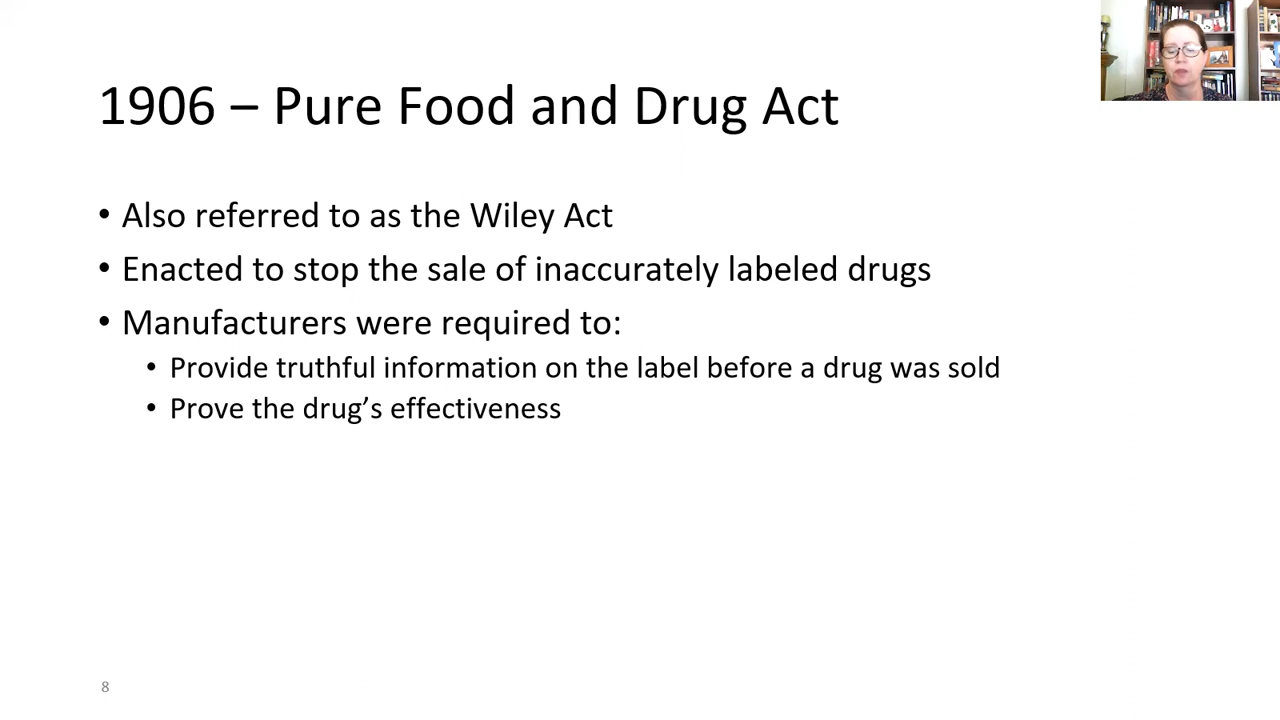 1906 – Pure Food and Drug Act
• Also referred to as the Wiley Act
• Enacted to stop the sale of inaccurately labeled drugs
• Manufacturers were required to:
• Provide truthful information on the label before a drug was sold
• Prove the drug’s effectiveness
8